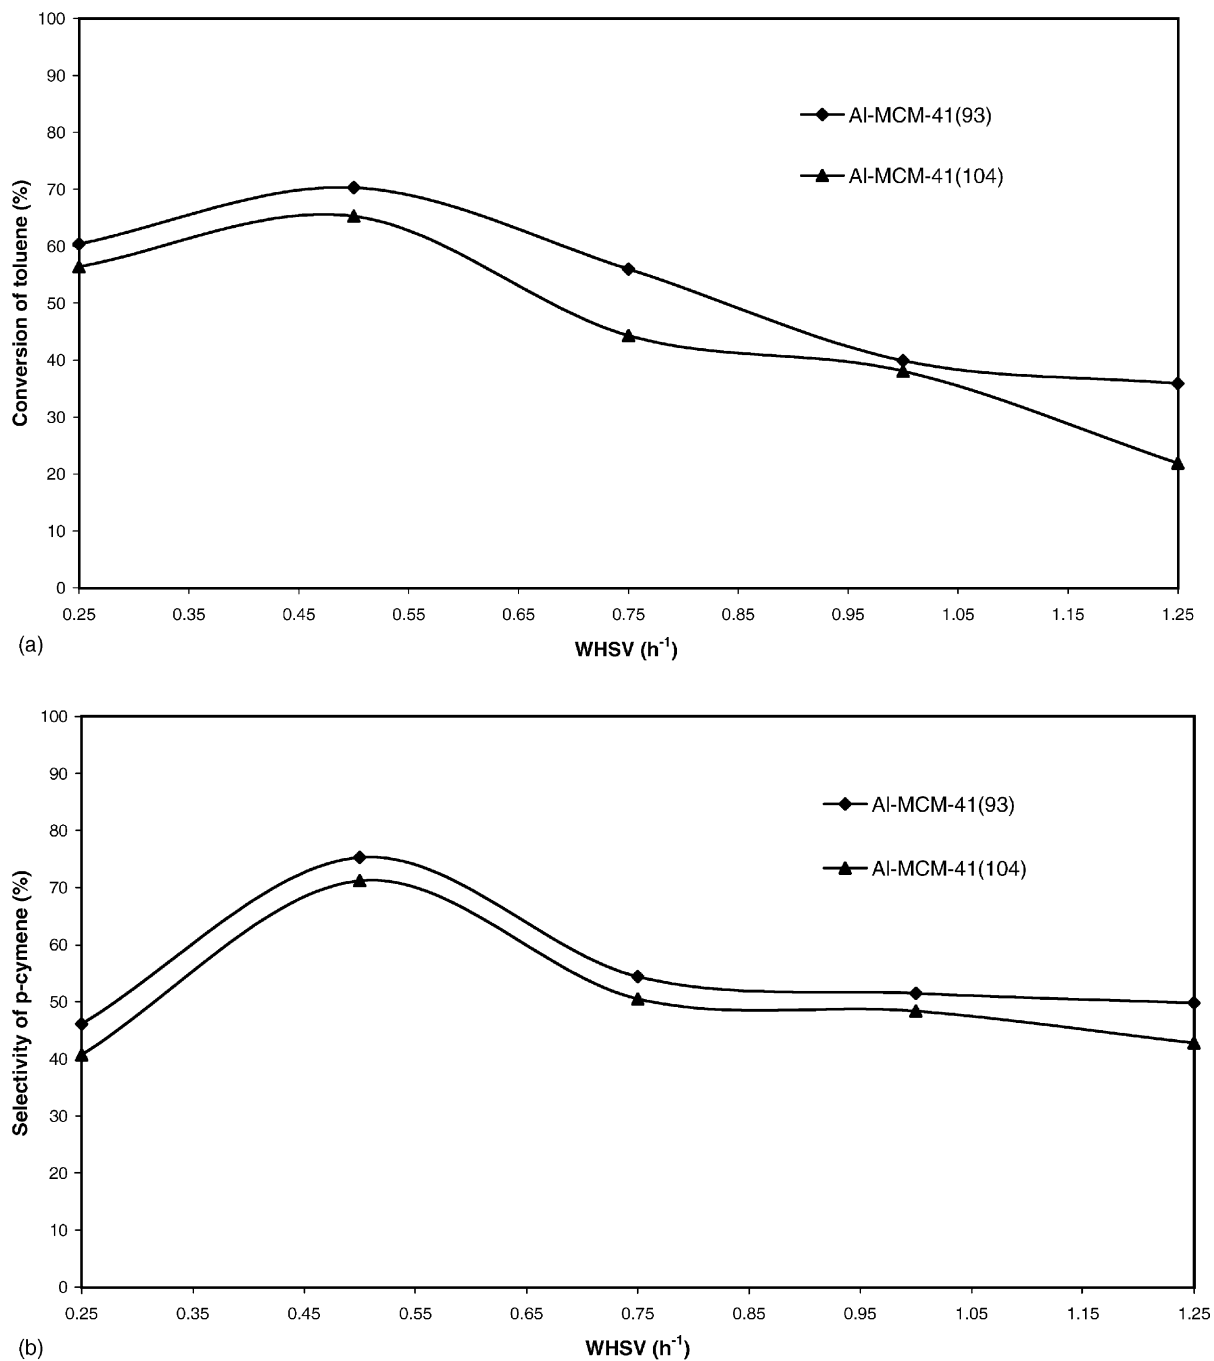 100
90
80
70
60
50
40
30
20
10
0
Conversion of toluene (%)
Al-MCM-41(93)
Al-MCM-41(104)
0.25 0.35 0.45 0.55 0.65 0.75 0.85 0.95 1.05 1.15 1.25
(a)
WHSV (h⁻¹)
100
90
80
70
60
50
40
30
20
10
0
Selectivity of p-cymene (%)
Al-MCM-41(93)
Al-MCM-41(104)
0.25 0.35 0.45 0.55 0.65 0.75 0.85 0.95 1.05 1.15 1.25
(b)
WHSV (h⁻¹)